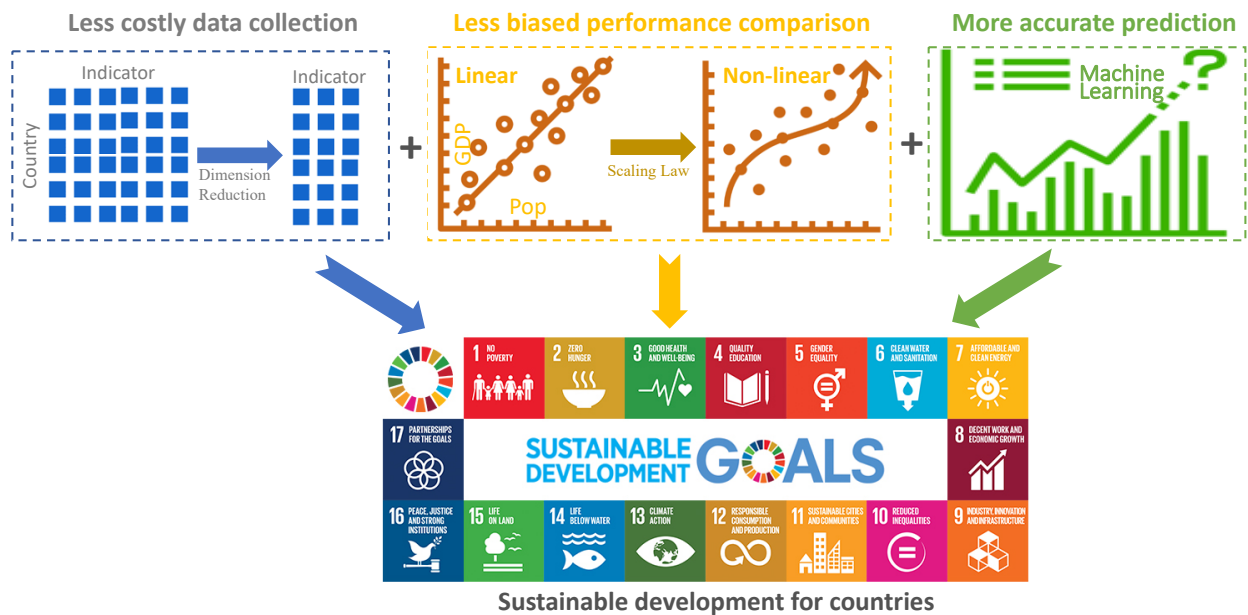 Less costly data collection
Less biased performance comparison
More accurate prediction
Indicator
Indicator
Country
Dimension
Reduction
+
Linear
GDP
Pop
Scaling Law
Non-linear
+
Machine
Learning
?
1 NO
POVERTY
2 ZERO
HUNGER
3 GOOD HEALTH
AND WELL-BEING
4 QUALITY
EDUCATION
5 GENDER
EQUALITY
6 CLEAN WATER
AND SANITATION
7 AFFORDABLE AND
CLEAN ENERGY
17 PARTNERSHIPS
FOR THE GOALS
SUSTAINABLE
DEVELOPMENT
GOALS
8 DECENT WORK AND
ECONOMIC GROWTH
16 PEACE, JUSTICE
AND STRONG
INSTITUTIONS
15 LIFE
ON LAND
14 LIFE
BELOW WATER
13 CLIMATE
ACTION
12 RESPONSIBLE
CONSUMPTION
AND PRODUCTION
11 SUSTAINABLE CITIES
AND COMMUNITIES
10 REDUCED
INEQUALITIES
9 INDUSTRY, INNOVATION
AND INFRASTRUCTURE
Sustainable development for countries